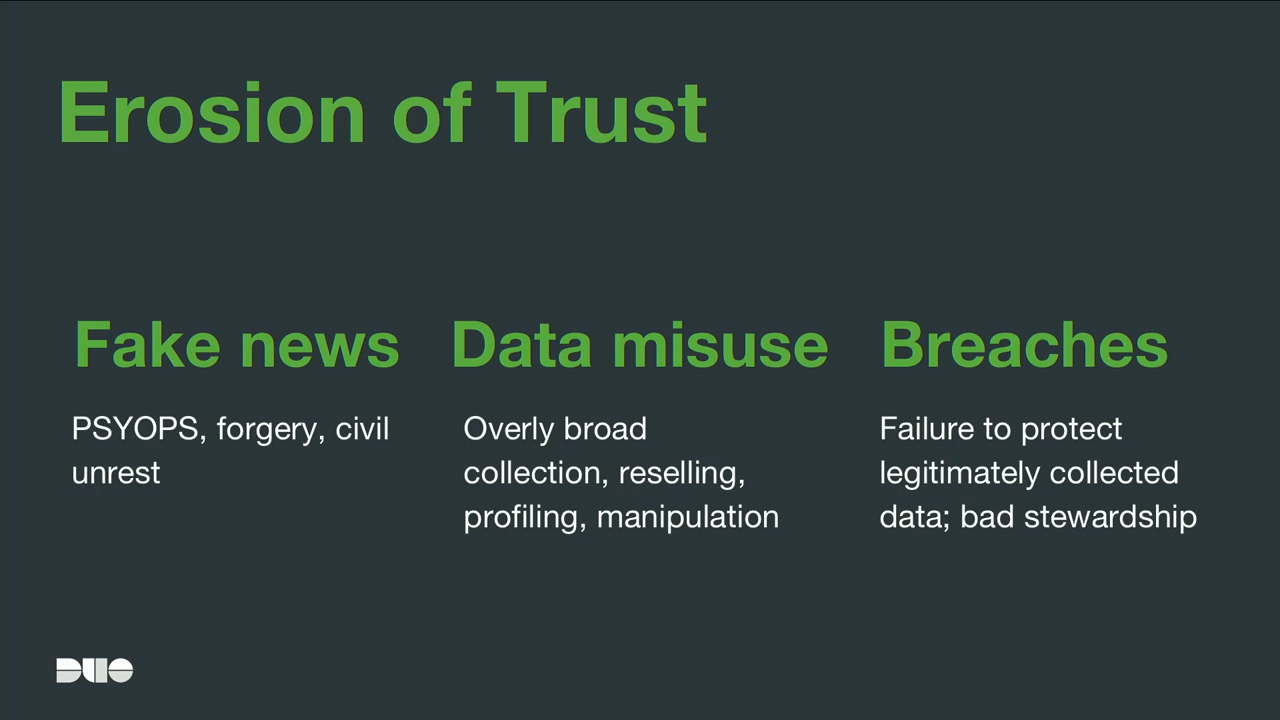 Erosion of Trust
Fake news
PSYOPS, forgery, civil
unrest
Data misuse
Overly broad
collection, reselling,
profiling, manipulation
Breaches
Failure to protect
legitimately collected
data; bad stewardship
DUO